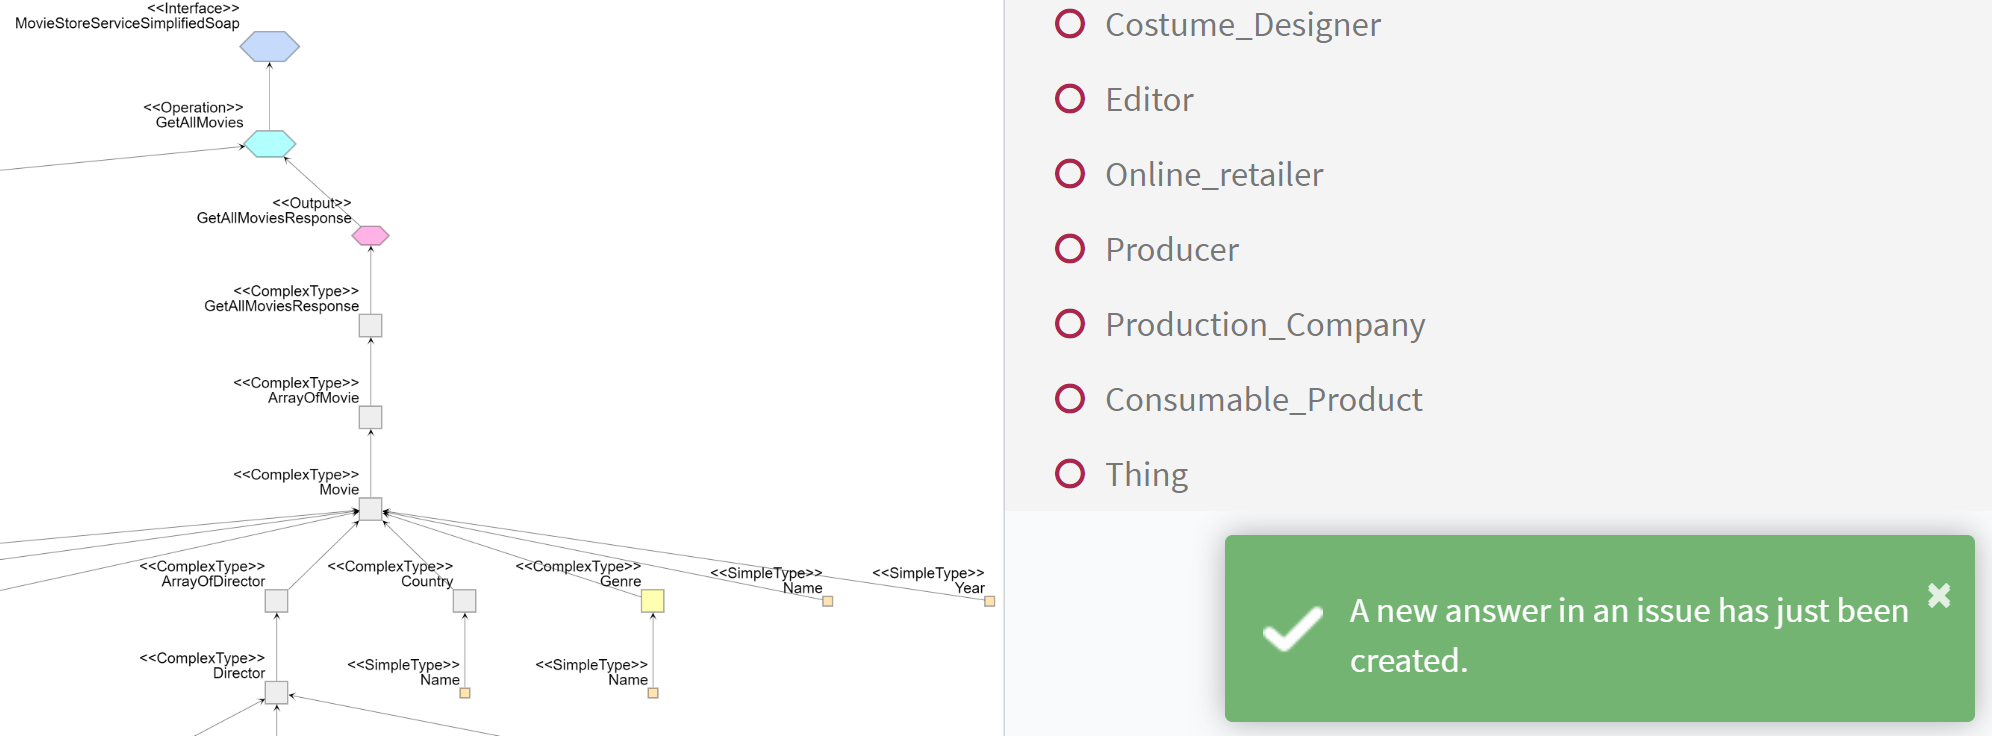 <<Interface>>
MovieStoreServiceSimplifiedSoap
<<Operation>>
GetAllMovies
<<Output>>
GetAllMoviesResponse
<<ComplexType>>
GetAllMoviesResponse
<<ComplexType>>
ArrayOfMovie
<<ComplexType>>
Movie
<<ComplexType>>
ArrayOfDirector
<<ComplexType>>
Country
<<ComplexType>>
Genre
<<SimpleType>>
Name
<<SimpleType>>
Year
<<ComplexType>>
Director
<<SimpleType>>
Name
<<SimpleType>>
Name
Costume_Designer
Editor
Online_retailer
Producer
Production_Company
Consumable_Product
Thing
A new answer in an issue has just been
created.